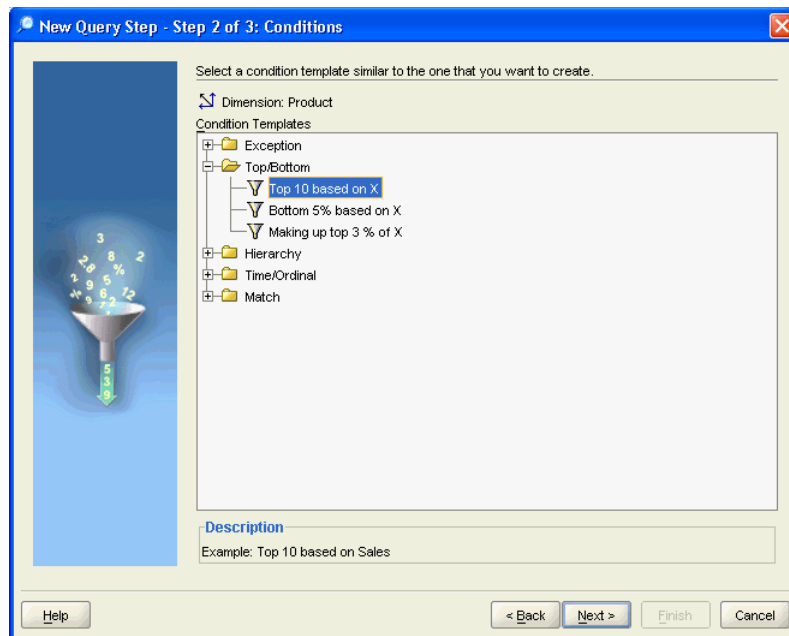 New Query Step - Step 2 of 3: Conditions
Select a condition template similar to the one that you want to create.
Dimension: Product
Condition Templates
Exception
Top/Bottom
Top 10 based on X
Bottom 5% based on X
Making up top 3 % of X
Hierarchy
Time/Ordinal
Match
Description
Example: Top 10 based on Sales
Help
< Back
Next >
Finish
Cancel